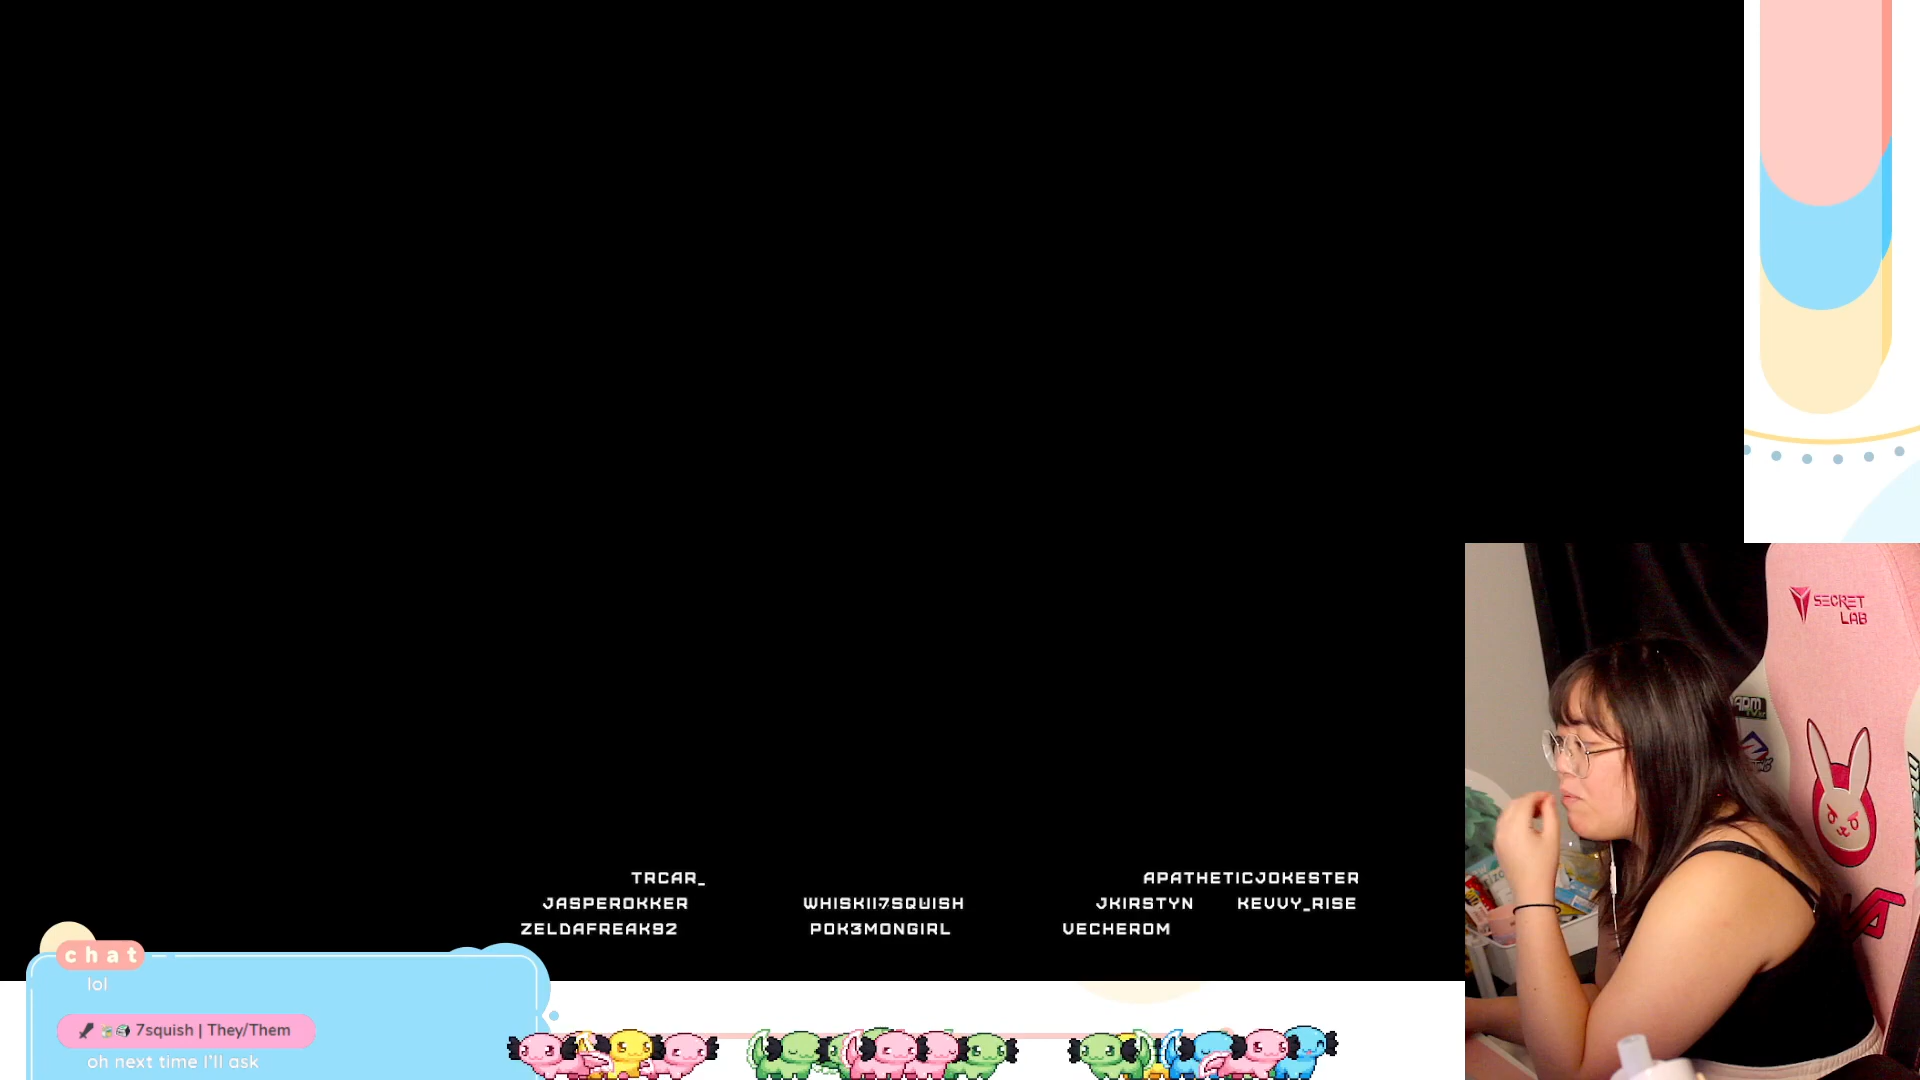 SECRET
LAB
TRCAR_
APATHETICJOKESTER
JASPEROKKER
WHISKII7SQUISH
JKIRSTYN
KEVVY_RISE
ZELDAFREAK92
POK3MONGIRL
VECHEROM
chat
lol
7squish | They/Them
oh next time I'll ask